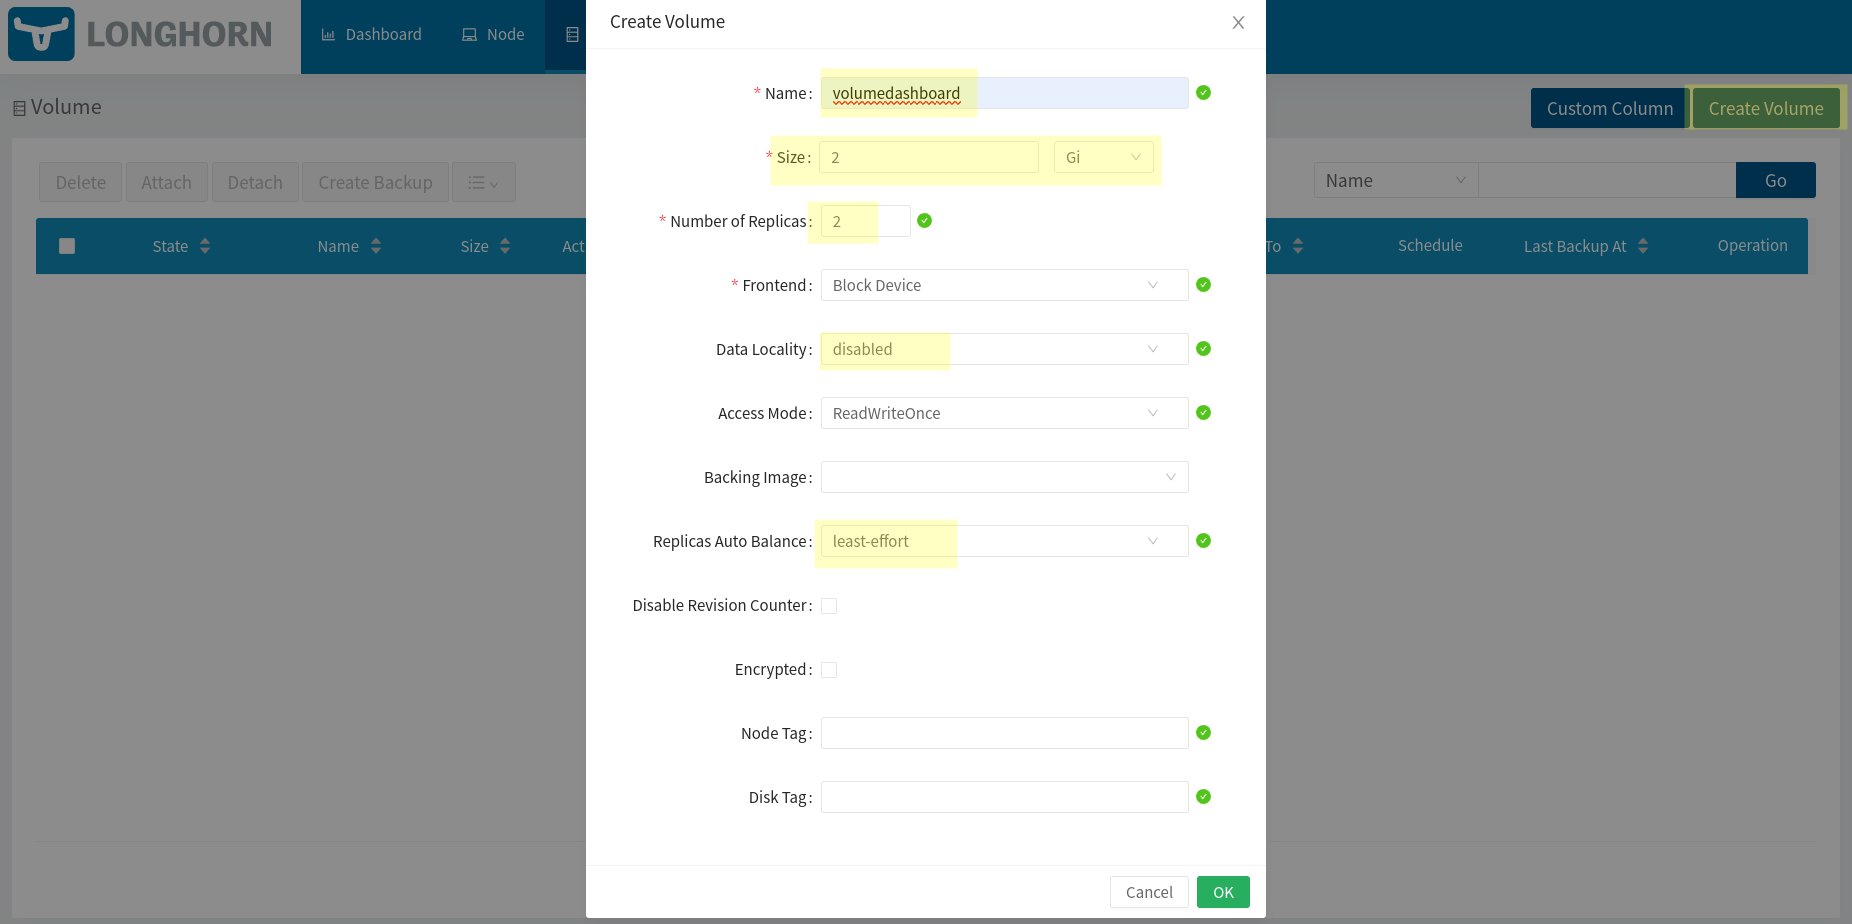 LONGHORN
Dashboard
Node
Volume
Custom Column
Create Volume
Delete
Attach
Detach
Create Backup
Name
Go
State
Name
Size
Act
To
Schedule
Last Backup At
Operation
Create Volume
* Name: volumedashboard
* Size: 2 Gi
* Number of Replicas: 2
* Frontend: Block Device
Data Locality: disabled
Access Mode: ReadWriteOnce
Backing Image:
Replicas Auto Balance: least-effort
Disable Revision Counter:
Encrypted:
Node Tag:
Disk Tag:
Cancel
OK